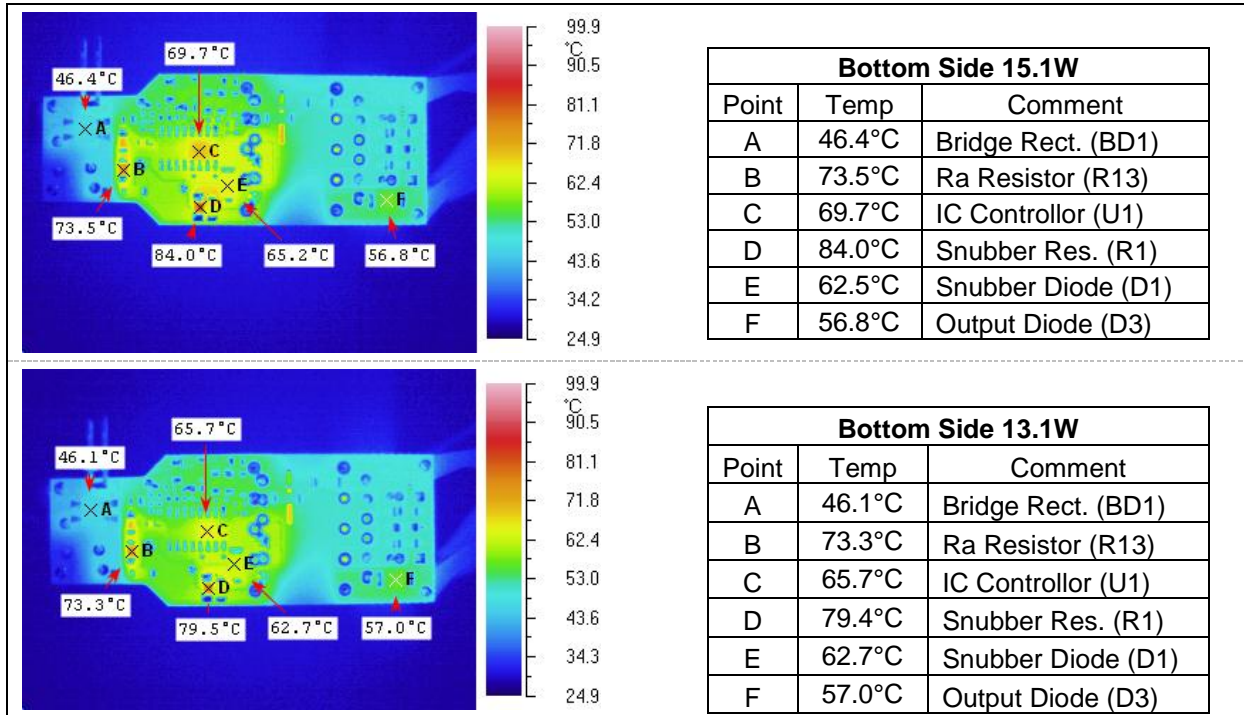 69.7°C
46.4°C
A
C
B
E
D
F
73.5°C
84.0°C
65.2°C
56.8°C
99.9
°C
90.5
81.1
71.8
62.4
53.0
43.6
34.2
24.9
Bottom Side 15.1W
Point Temp Comment
A 46.4°C Bridge Rect. (BD1)
B 73.5°C Ra Resistor (R13)
C 69.7°C IC Controllor (U1)
D 84.0°C Snubber Res. (R1)
E 62.5°C Snubber Diode (D1)
F 56.8°C Output Diode (D3)
65.7°C
46.1°C
A
C
B
E
D
F
73.3°C
79.5°C
62.7°C
57.0°C
99.9
°C
90.5
81.1
71.8
62.4
53.0
43.6
34.3
24.9
Bottom Side 13.1W
Point Temp Comment
A 46.1°C Bridge Rect. (BD1)
B 73.3°C Ra Resistor (R13)
C 65.7°C IC Controllor (U1)
D 79.4°C Snubber Res. (R1)
E 62.7°C Snubber Diode (D1)
F 57.0°C Output Diode (D3)